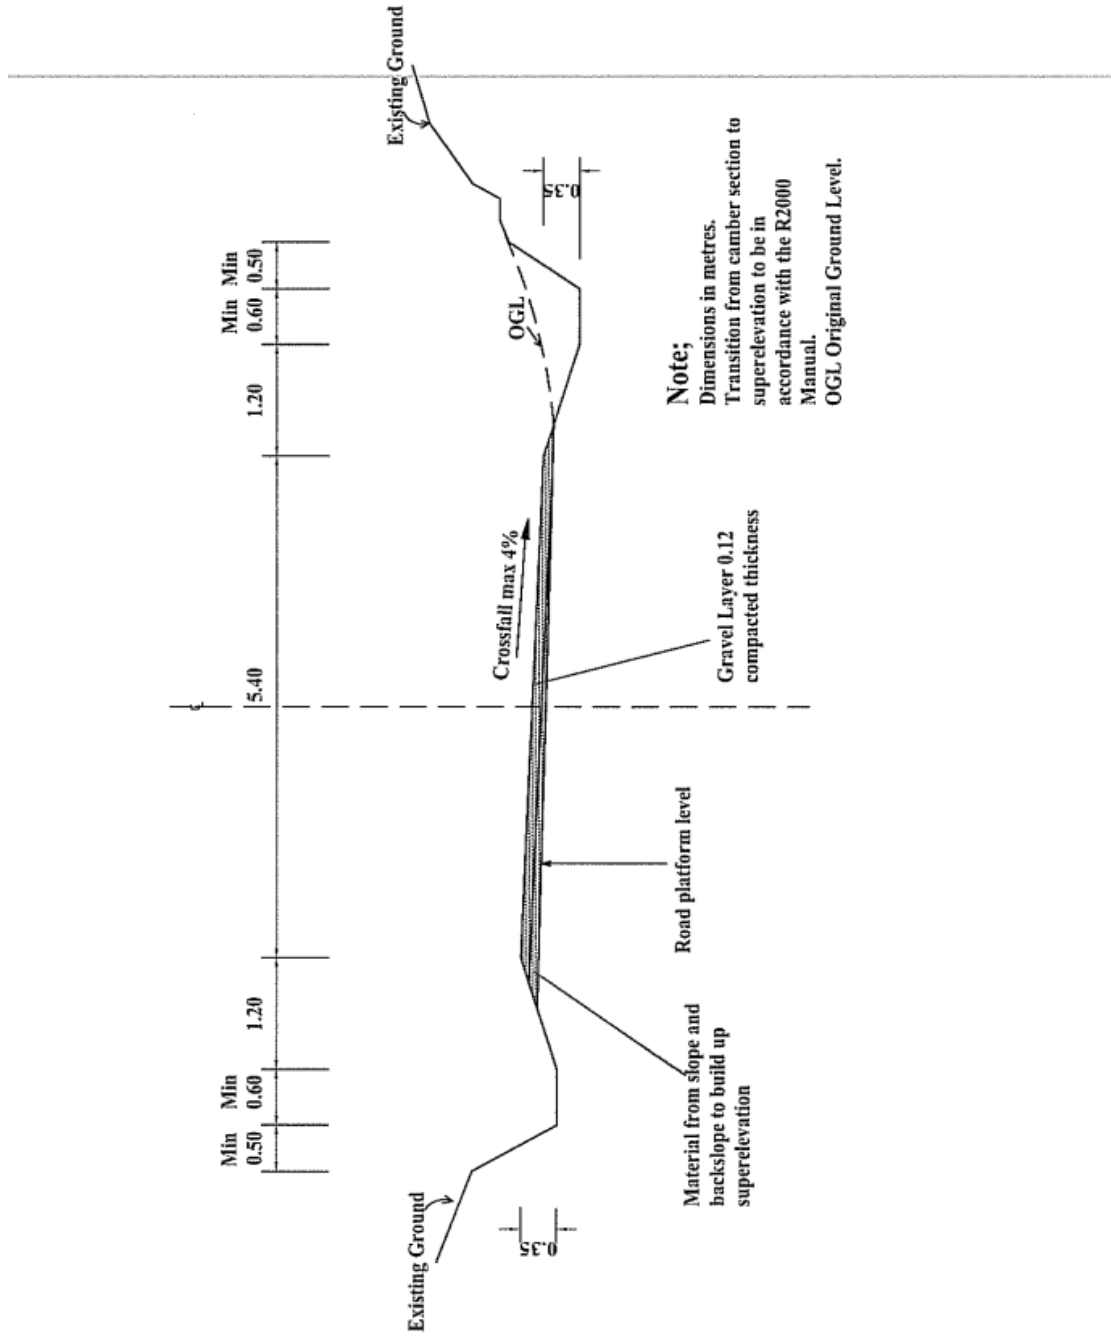 Existing Ground
Existing Ground
Min
0.50
Min
0.60
1.20
5.40
1.20
Min
0.60
Min
0.50
0.35
0.35
OGL
Crossfall max 4%
Material from slope and
backslope to build up
superelevation
Road platform level
Gravel Layer 0.12
compacted thickness
Note;
Dimensions in metres.
Transition from camber section to
superelevation to be in
accordance with the R2000
Manual.
OGL Original Ground Level.